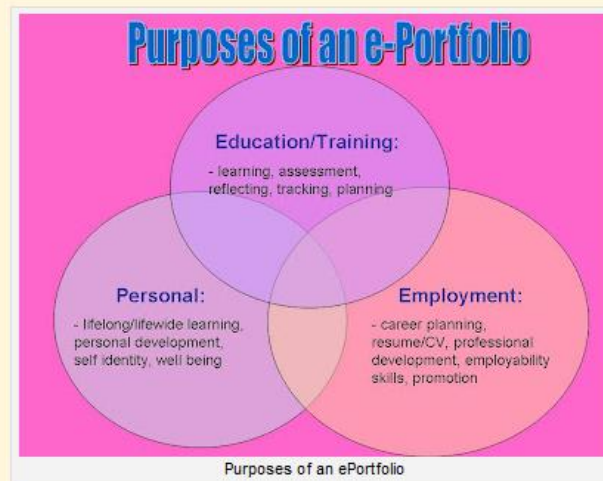 Purposes of an e-Portfolio
Education/Training:
- learning, assessment,
reflecting, tracking, planning
Personal:
- lifelong/lifewide learning,
personal development,
self identity, well being
Employment:
- career planning,
resume/CV, professional
development, employability
skills, promotion
Purposes of an ePortfolio